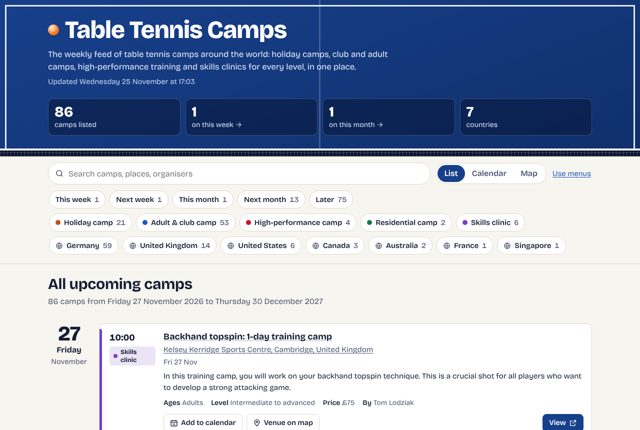 Table Tennis Camps
The weekly feed of table tennis camps around the world: holiday camps, club and adult
camps, high-performance training and skills clinics for every level, in one place.
Updated Wednesday 25 November at 17:03
86
camps listed
1
on this week →
1
on this month →
7
countries
Search camps, places, organisers
List
Calendar
Map
Use menus
This week 1
Next week 1
This month 1
Next month 13
Later 75
Holiday camp 21
Adult & club camp 53
High-performance camp 4
Residential camp 2
Skills clinic 6
Germany 59
United Kingdom 14
United States 6
Canada 3
Australia 2
France 1
Singapore 1
All upcoming camps
86 camps from Friday 27 November 2026 to Thursday 30 December 2027
27
Friday
November
10:00
Skills
clinic
Backhand topspin: 1-day training camp
Kelsey Kerridge Sports Centre, Cambridge, United Kingdom
Fri 27 Nov
In this training camp, you will work on your backhand topspin technique. This is a crucial shot for all players who want
to develop a strong attacking game.
Ages Adults Level Intermediate to advanced Price £75 By Tom Lodziak
Add to calendar
Venue on map
View